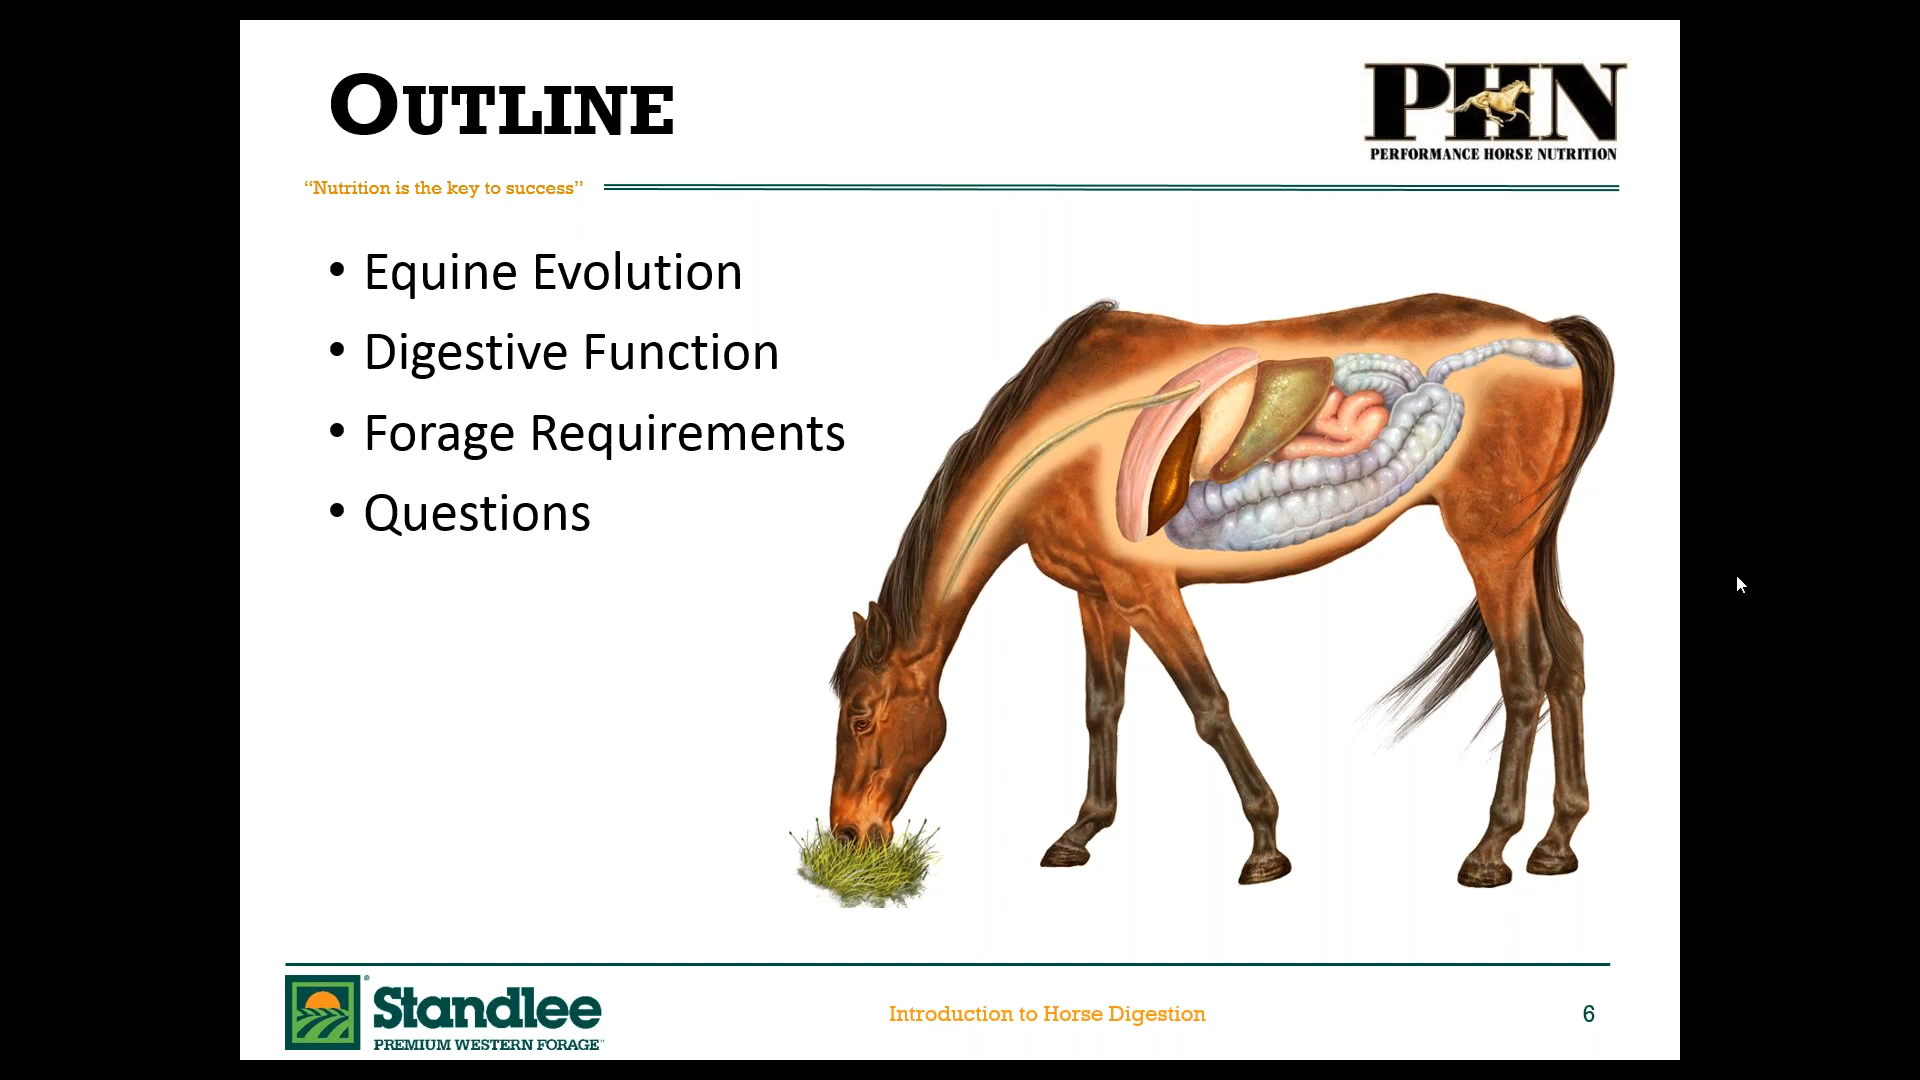 OUTLINE
PHN
PERFORMANCE HORSE NUTRITION
“Nutrition is the key to success”
• Equine Evolution
• Digestive Function
• Forage Requirements
• Questions
Standlee®
PREMIUM WESTERN FORAGE™
Introduction to Horse Digestion
6